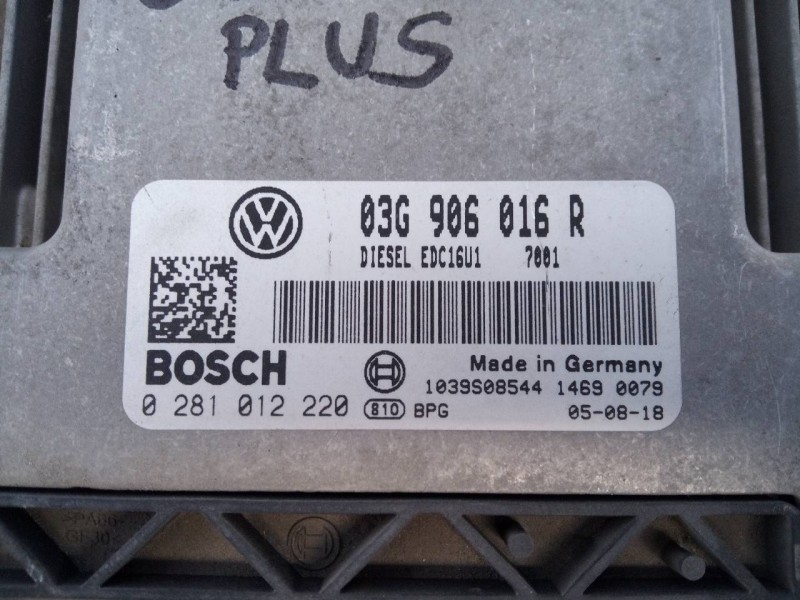 PLUS
VW
03G 906 016 R
DIESEL EDC16U1 7001
BOSCH
Made in Germany
1039S08544 1469 0079
0 281 012 220 810 BPG 05-08-18